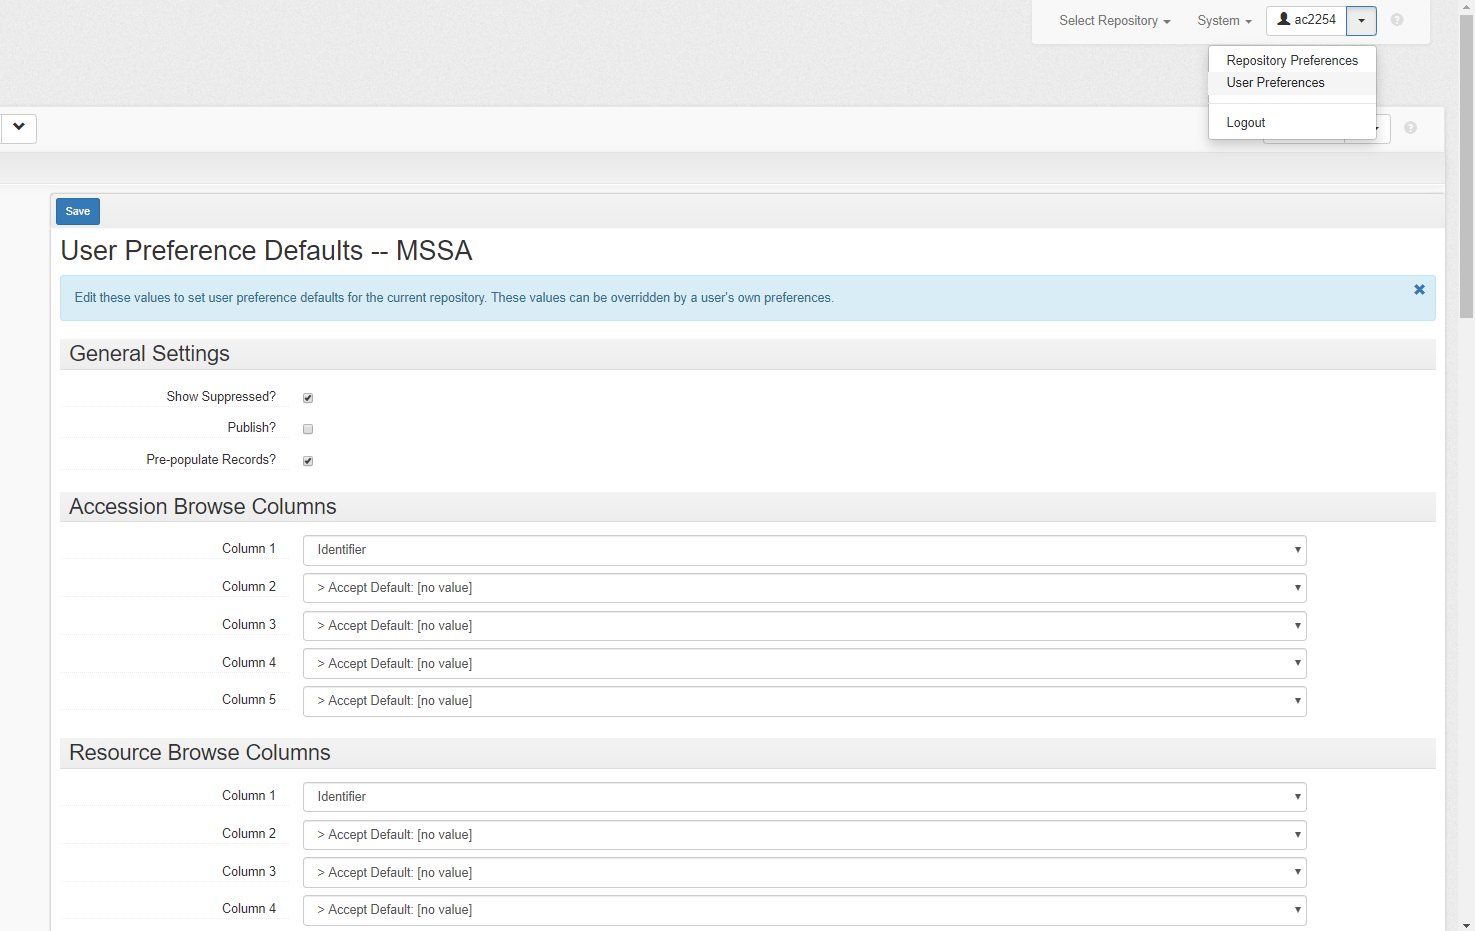 Select Repository
System
ac2254
Repository Preferences
User Preferences
Logout
Save
User Preference Defaults -- MSSA
Edit these values to set user preference defaults for the current repository. These values can be overridden by a user's own preferences.
General Settings
Show Suppressed?
Publish?
Pre-populate Records?
Accession Browse Columns
Column 1 Identifier
Column 2 > Accept Default: [no value]
Column 3 > Accept Default: [no value]
Column 4 > Accept Default: [no value]
Column 5 > Accept Default: [no value]
Resource Browse Columns
Column 1 Identifier
Column 2 > Accept Default: [no value]
Column 3 > Accept Default: [no value]
Column 4 > Accept Default: [no value]